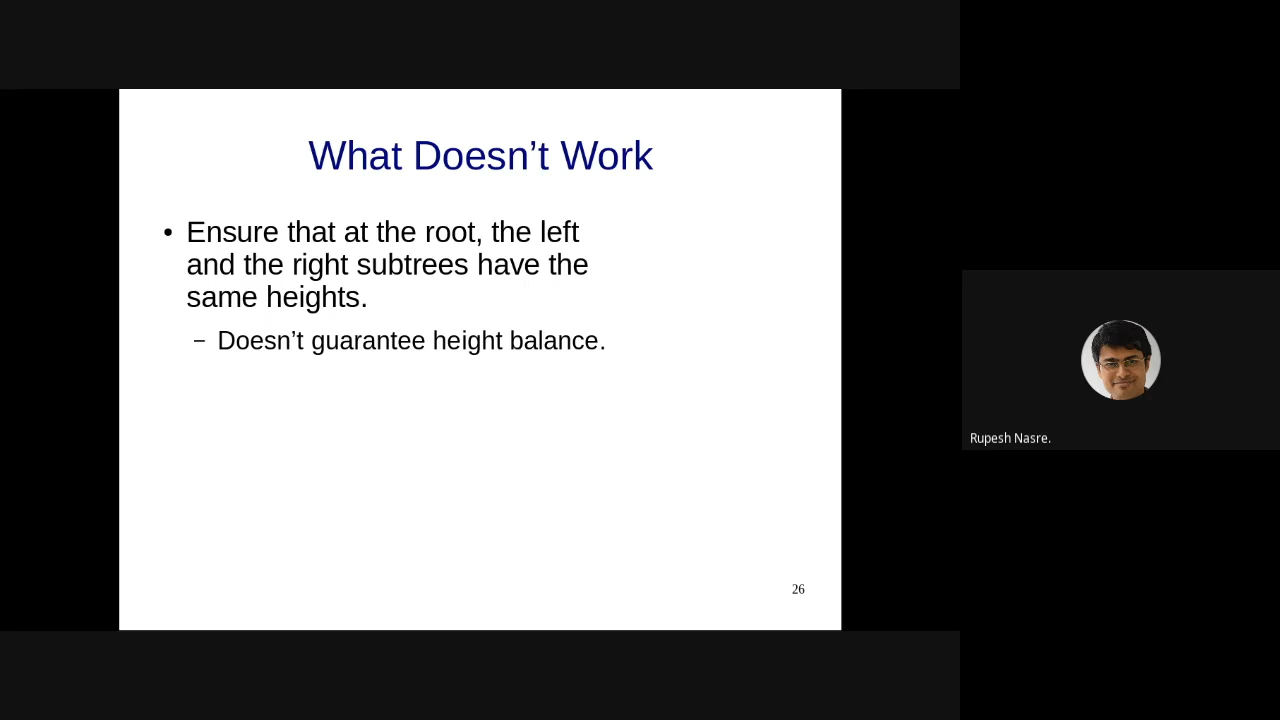 What Doesn’t Work
• Ensure that at the root, the left
and the right subtrees have the
same heights.
– Doesn’t guarantee height balance.
26
Rupesh Nasre.